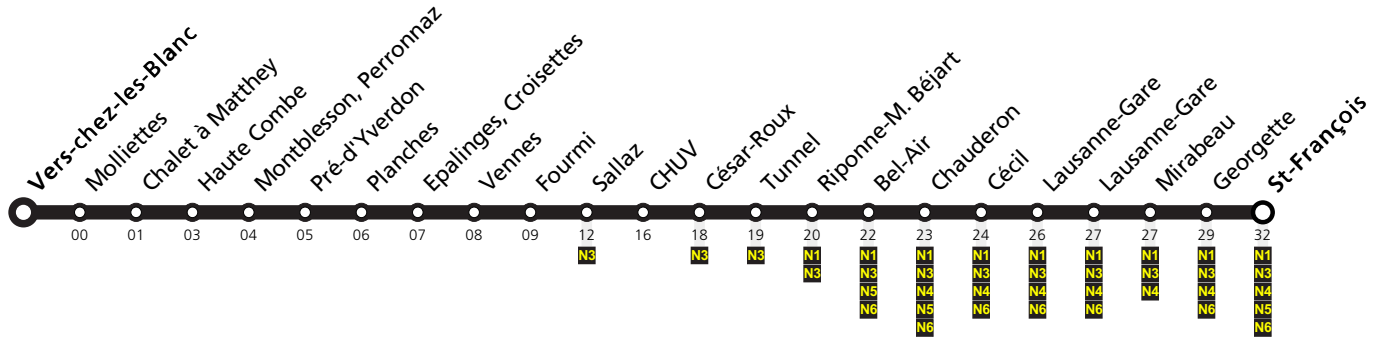 Vers-chez-les-Blanc
Molliettes
Chalet à Matthey
Haute Combe
Montblesson, Perronnaz
Pré-d'Yverdon
Planches
Epalinges, Croisettes
Vennes
Fourmi
Sallaz
CHUV
César-Roux
Tunnel
Riponne-M. Béjart
Bel-Air
Chauderon
Cécil
Lausanne-Gare
Lausanne-Gare
Mirabeau
Georgette
St-François
00 01 03 04 05 06 07 08 09 12 16 18 19 20 22 23 24 26 27 27 29 32
N3 N3 N3 N1 N1 N1 N1 N1 N1 N1 N1 N1
N3 N3 N3 N3 N3 N3 N3 N3 N3
N5 N4 N4 N4 N4 N4 N4 N4
N6 N5 N6 N6 N6 N6 N5
N6 N6